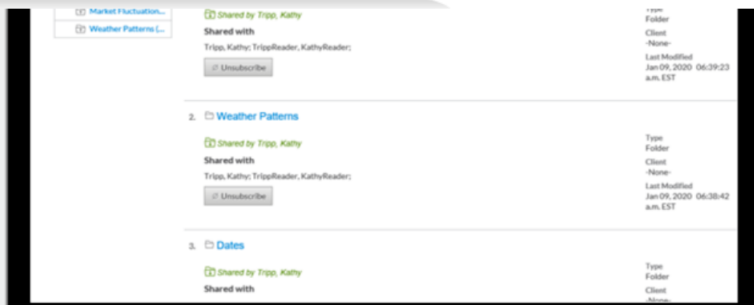 Market Fluctuation...
Weather Patterns (...
Shared by Tripp, Kathy
Shared with
Tripp, Kathy; TrippReader, KathyReader;
Unsubscribe
Type
Folder
Client
-None-
Last Modified
Jan 09, 2020 06:39:23
a.m. EST
2. Weather Patterns
Shared by Tripp, Kathy
Shared with
Tripp, Kathy; TrippReader, KathyReader;
Unsubscribe
Type
Folder
Client
-None-
Last Modified
Jan 09, 2020 06:38:42
a.m. EST
3. Dates
Shared by Tripp, Kathy
Shared with
Type
Folder
Client
-None-